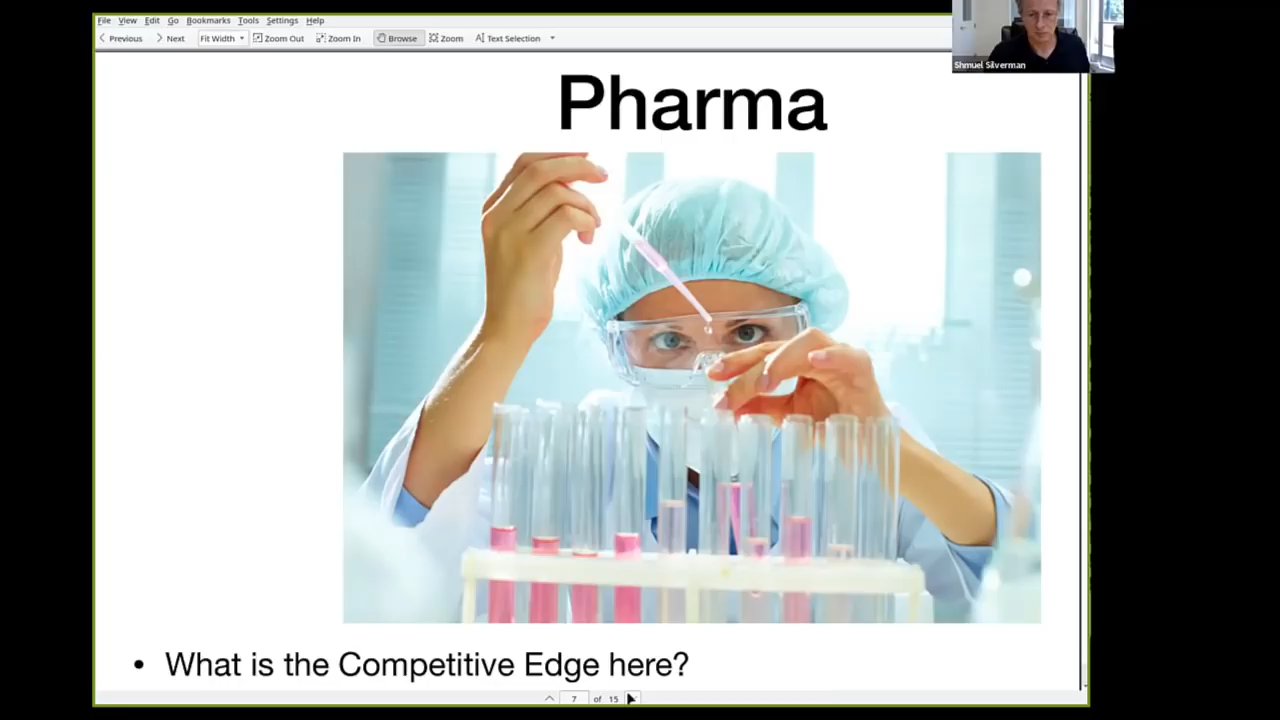 File View Edit Go Bookmarks Tools Settings Help
Previous Next Fit Width Zoom Out Zoom In Browse Zoom Text Selection
Shmuel Silverman
Pharma
• What is the Competitive Edge here?
7 of 15